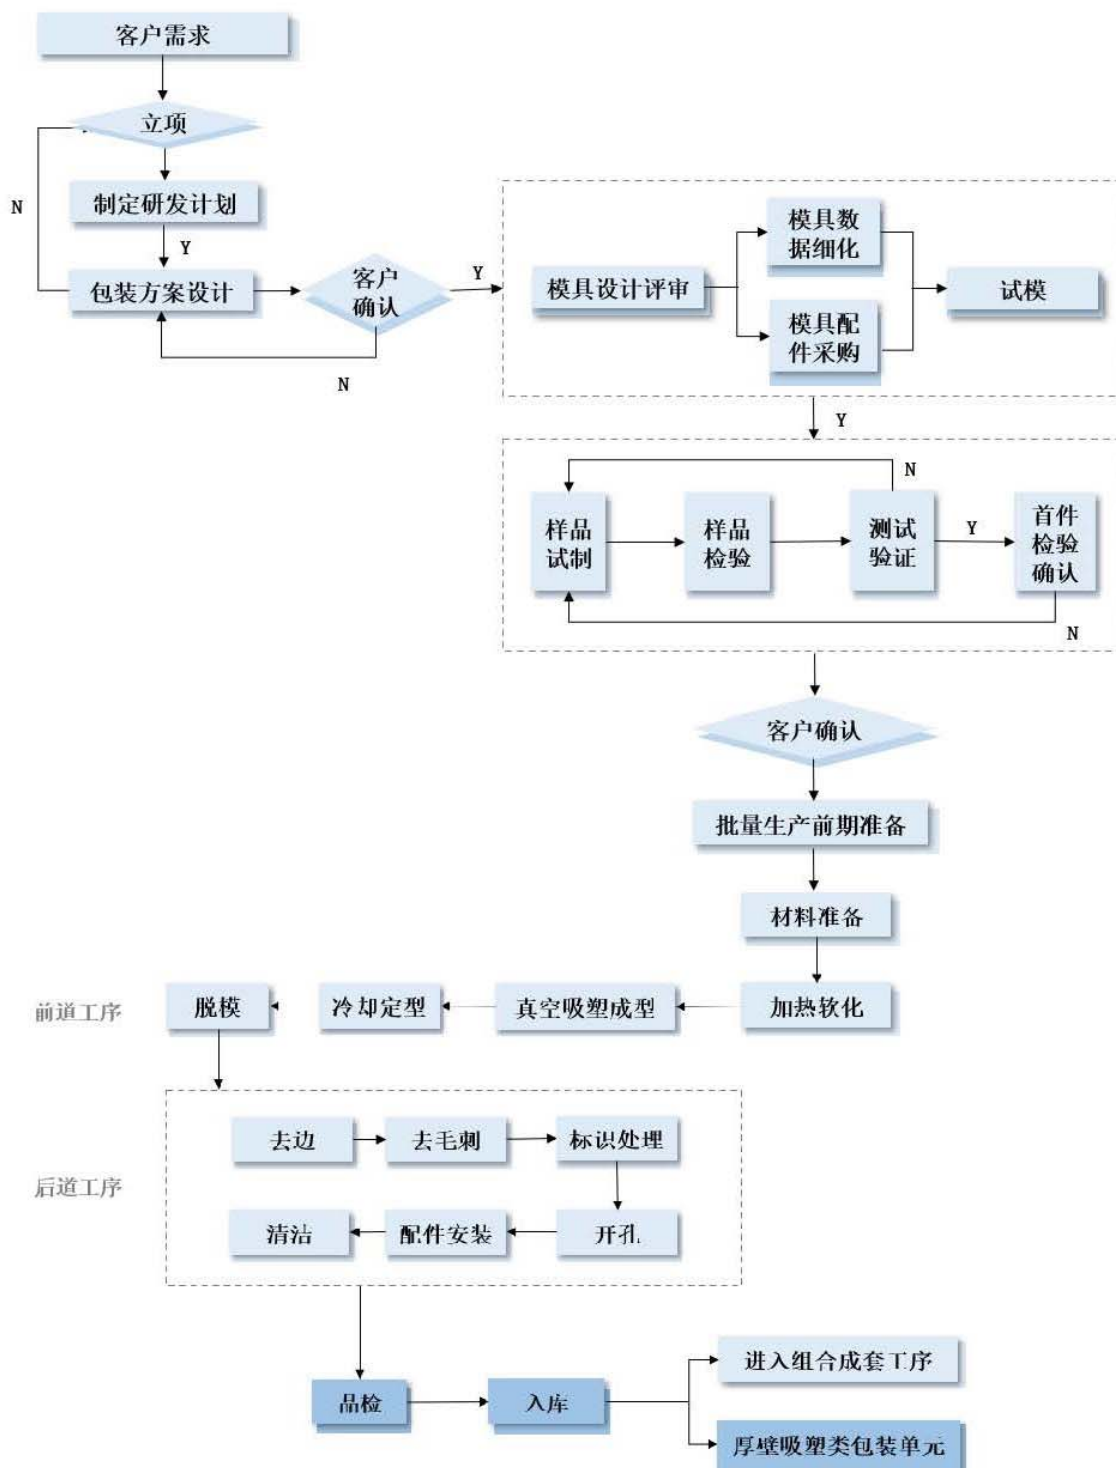 客户需求
立项
N
制定研发计划
Y
包装方案设计
客户
确认
N
Y
模具设计评审
模具数
据细化
模具配
件采购
试模
Y
N
样品
试制
样品
检验
测试
验证
Y
首件
检验
确认
N
客户确认
批量生产前期准备
材料准备
前道工序
脱模
冷却定型
真空吸塑成型
加热软化
后道工序
去边
去毛刺
标识处理
清洁
配件安装
开孔
品检
入库
进入组合成套工序
厚壁吸塑类包装单元